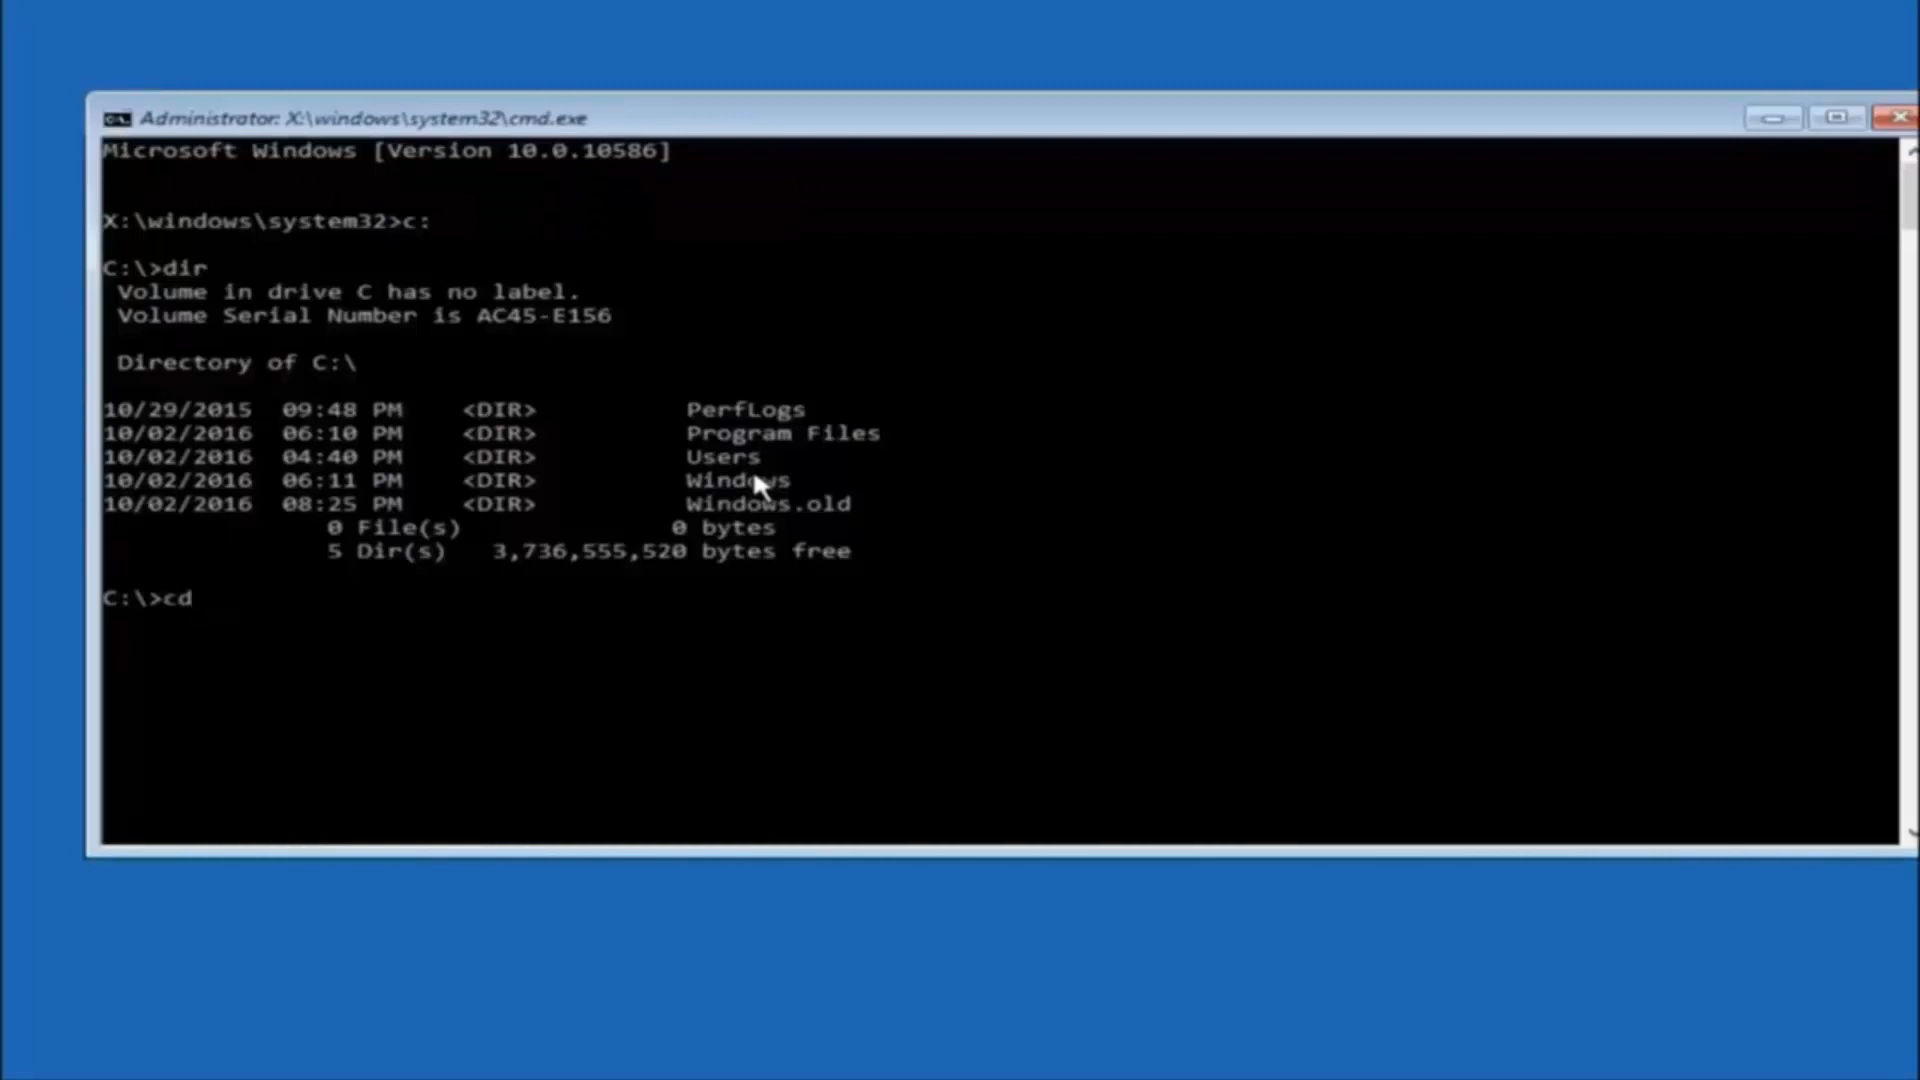 Administrator: X:\windows\system32\cmd.exe
Microsoft Windows [Version 10.0.10586]
X:\windows\system32>c:
C:\>dir
Volume in drive C has no label.
Volume Serial Number is AC45-E156
Directory of C:\
10/29/2015  09:48 PM    <DIR>          PerfLogs
10/02/2016  06:10 PM    <DIR>          Program Files
10/02/2016  04:40 PM    <DIR>          Users
10/02/2016  06:11 PM    <DIR>          Windows
10/02/2016  08:25 PM    <DIR>          Windows.old
0 File(s)              0 bytes
5 Dir(s)   3,736,555,520 bytes free
C:\>cd